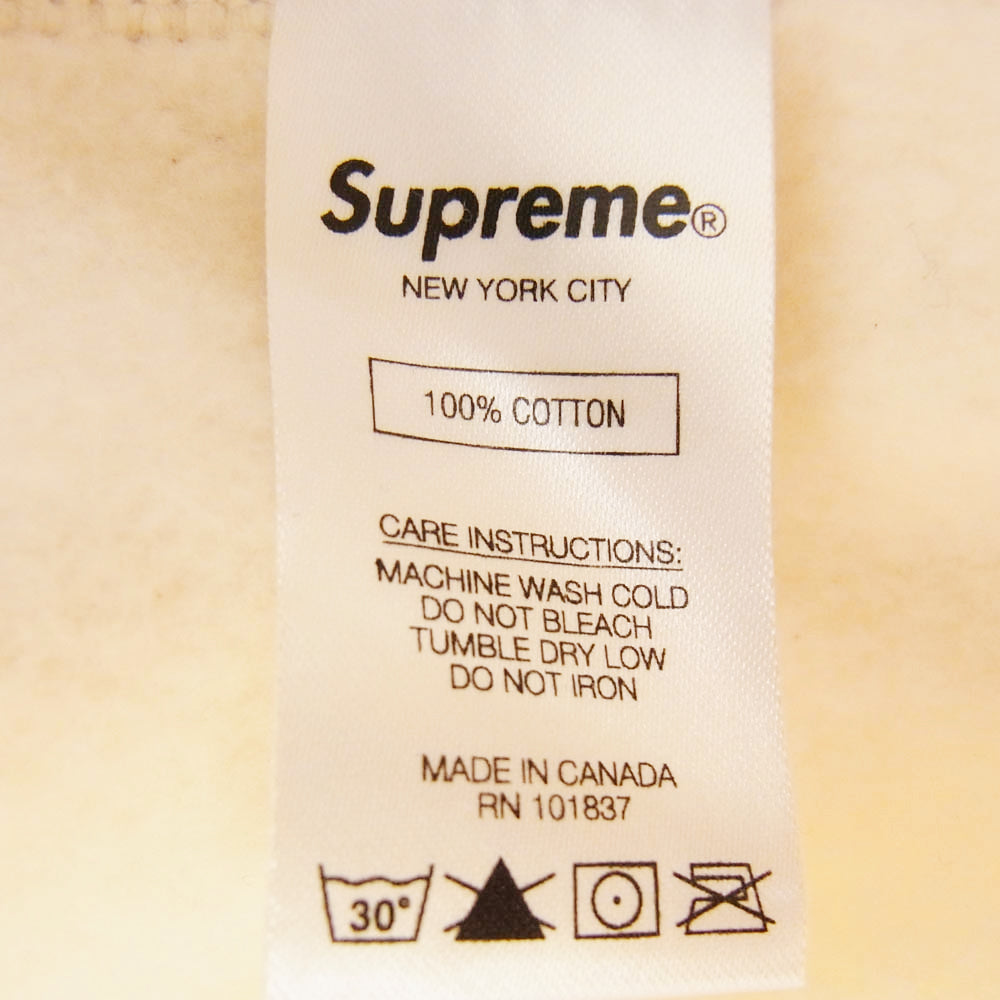 Supreme®
NEW YORK CITY
100% COTTON
CARE INSTRUCTIONS:
MACHINE WASH COLD
DO NOT BLEACH
TUMBLE DRY LOW
DO NOT IRON
MADE IN CANADA
RN 101837
30°